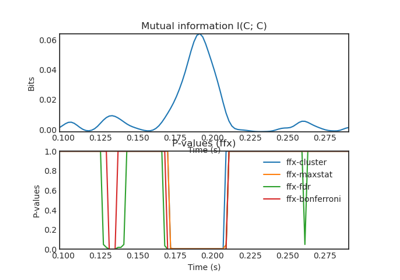 Mutual information I(C; C)
Bits
0.06
0.04
0.02
0.00
0.100 0.125 0.150 0.175 0.200 0.225 0.250 0.275
Time (s)
P-values (ffx)
P-values
1.0
0.8
0.6
0.4
0.2
0.0
ffx-cluster
ffx-maxstat
ffx-fdr
ffx-bonferroni
0.100 0.125 0.150 0.175 0.200 0.225 0.250 0.275
Time (s)